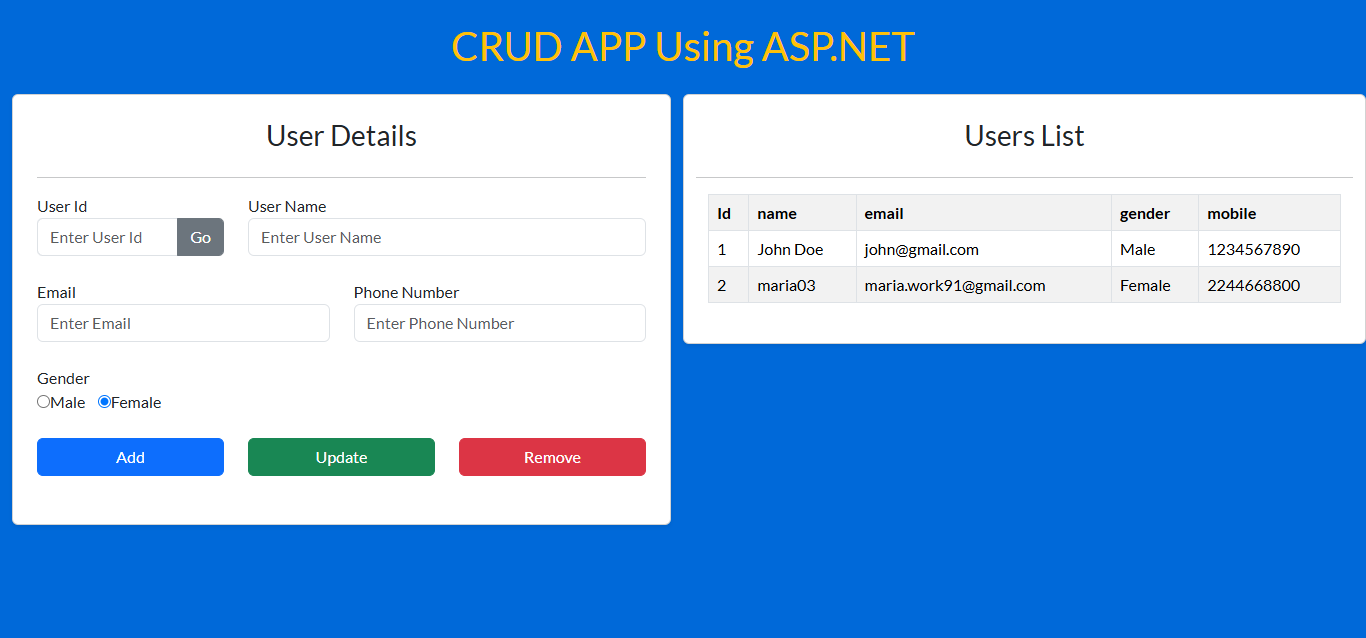 CRUD APP Using ASP.NET
User Details
User Id User Name
Enter User Id Go Enter User Name
Email Phone Number
Enter Email Enter Phone Number
Gender
Male Female
Add Update Remove
Users List
Id name email gender mobile
1 John Doe john@gmail.com Male 1234567890
2 maria03 maria.work91@gmail.com Female 2244668800